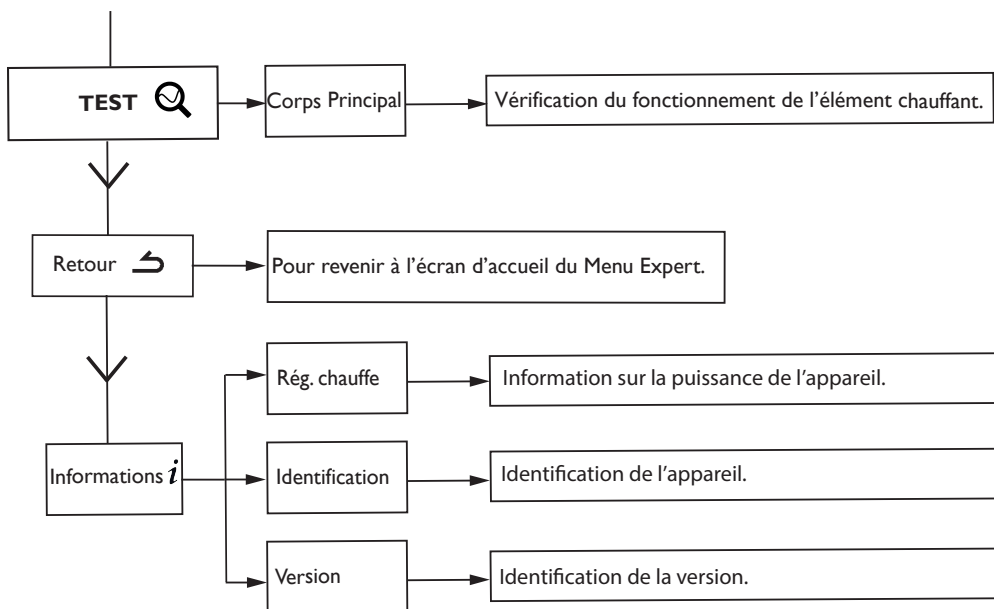 TEST
Corps Principal
Vérification du fonctionnement de l'élément chauffant.
Retour
Pour revenir à l'écran d'accueil du Menu Expert.
Rég. chauffe
Information sur la puissance de l'appareil.
Informations i
Identification
Identification de l'appareil.
Version
Identification de la version.